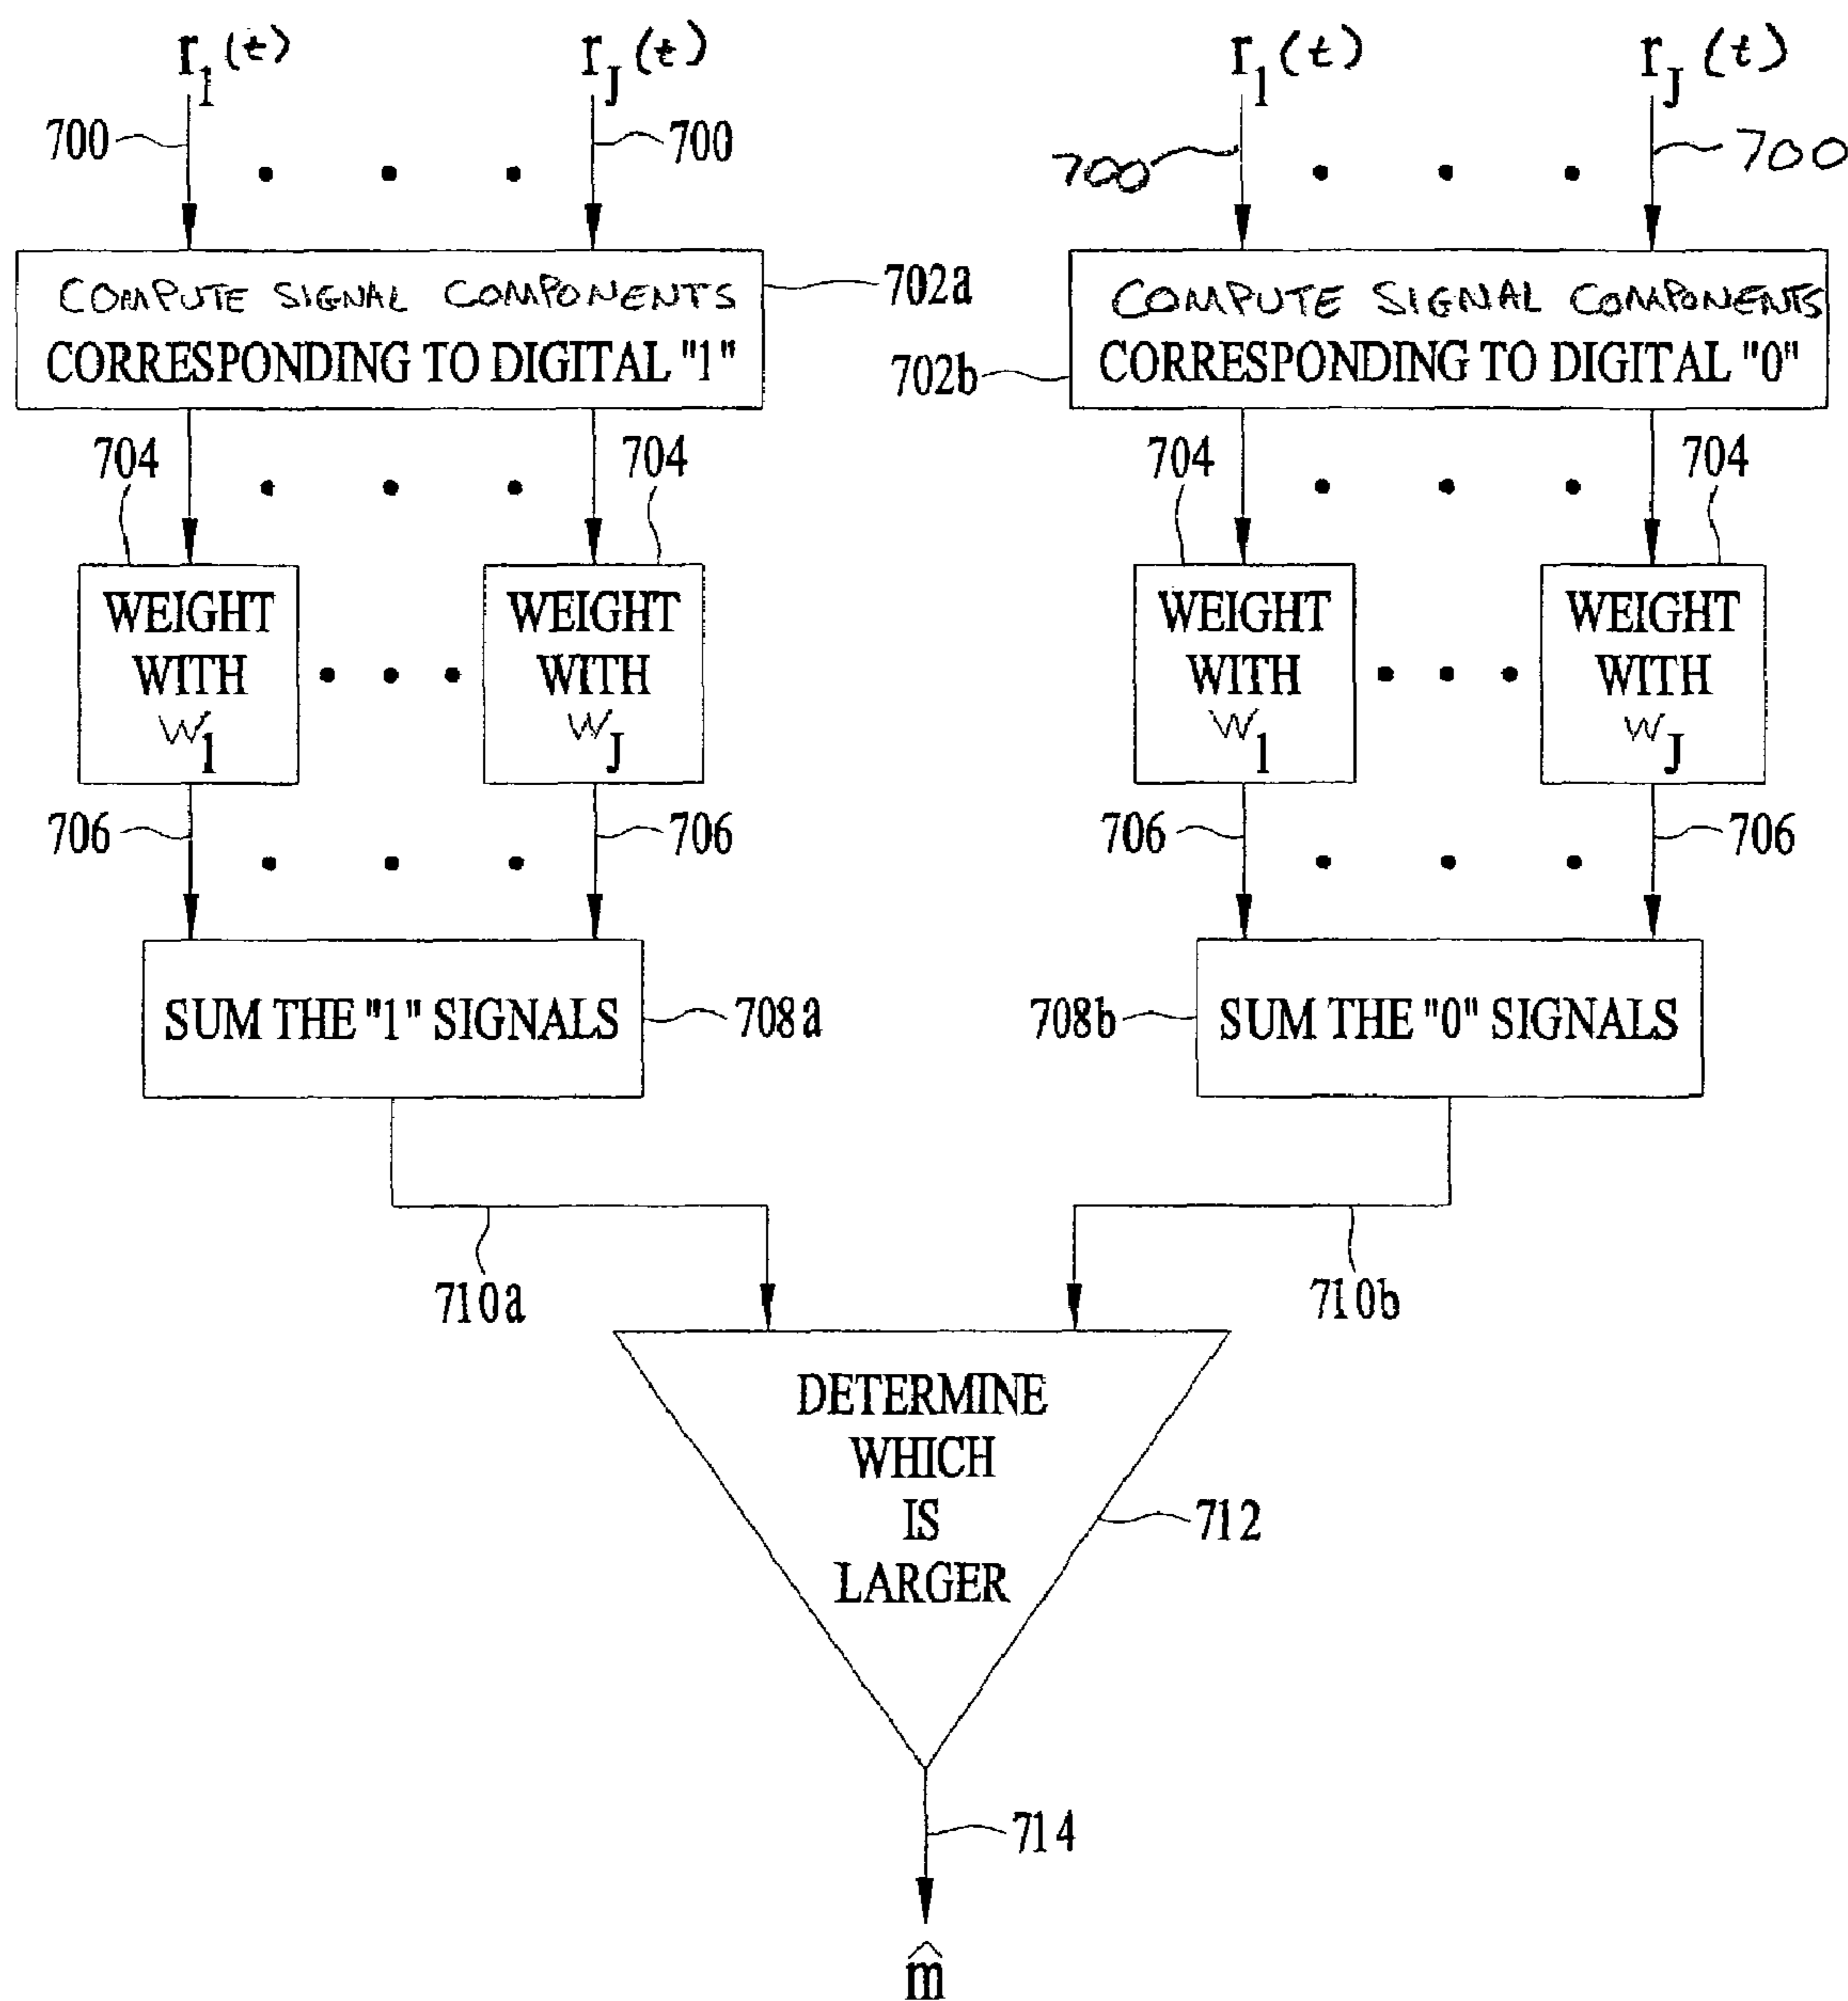 r1(t) rJ(t) r1(t) rJ(t)
700 700 700 700
COMPUTE SIGNAL COMPONENTS
CORRESPONDING TO DIGITAL "1"
702a
COMPUTE SIGNAL COMPONENTS
CORRESPONDING TO DIGITAL "0"
702b
704 704 704 704
WEIGHT
WITH
W1
WEIGHT
WITH
WJ
WEIGHT
WITH
W1
WEIGHT
WITH
WJ
706 706 706 706
SUM THE "1" SIGNALS
708a
708b
SUM THE "0" SIGNALS
710a 710b
DETERMINE
WHICH
IS
LARGER
712
714
m̂